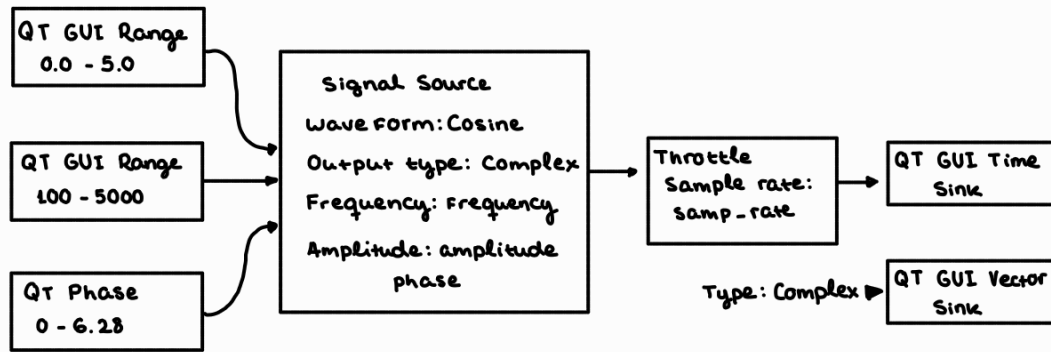 QT GUI Range
0.0 - 5.0
QT GUI Range
100 - 5000
QT Phase
0 - 6.28
Signal Source
Wave Form: Cosine
Output type: Complex
Frequency: Frequency
Amplitude: amplitude
phase
Throttle
Sample rate:
samp_rate
QT GUI Time
Sink
Type: Complex
QT GUI Vector
Sink